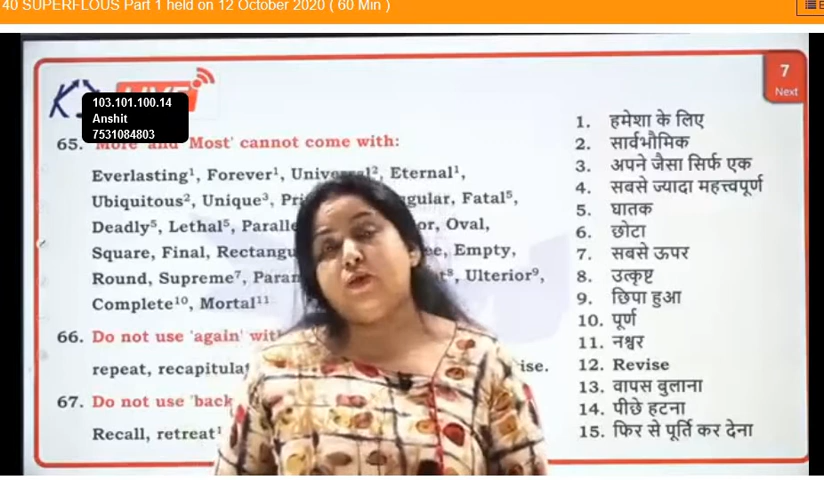 40 SUPERFLOUS Part 1 held on 12 October 2020 ( 60 Min )
7
Next
103.101.100.14
Anshit
7531084803
65. 'More' and 'Most' cannot come with:
Everlasting¹, Forever¹, Universal², Eternal¹,
Ubiquitous², Unique³, Fatal⁵,
Deadly⁵, Lethal⁵, Oval,
Square, Final, Empty,
Round, Supreme⁷, Ulterior⁹,
Complete¹⁰, Mortal¹¹
66. Do not use 'again'
repeat,
67. Do not use 'back
Recall, retreat
1. हमेशा के लिए
2. सार्वभौमिक
3. अपने जैसा सिर्फ एक
4. सबसे ज्यादा महत्त्वपूर्ण
5. घातक
6. छोटा
7. सबसे ऊपर
8. उत्कृष्ट
9. छिपा हुआ
10. पूर्ण
11. नश्वर
12. Revise
13. वापस बुलाना
14. पीछे हटना
15. फिर से पूर्ति कर देना